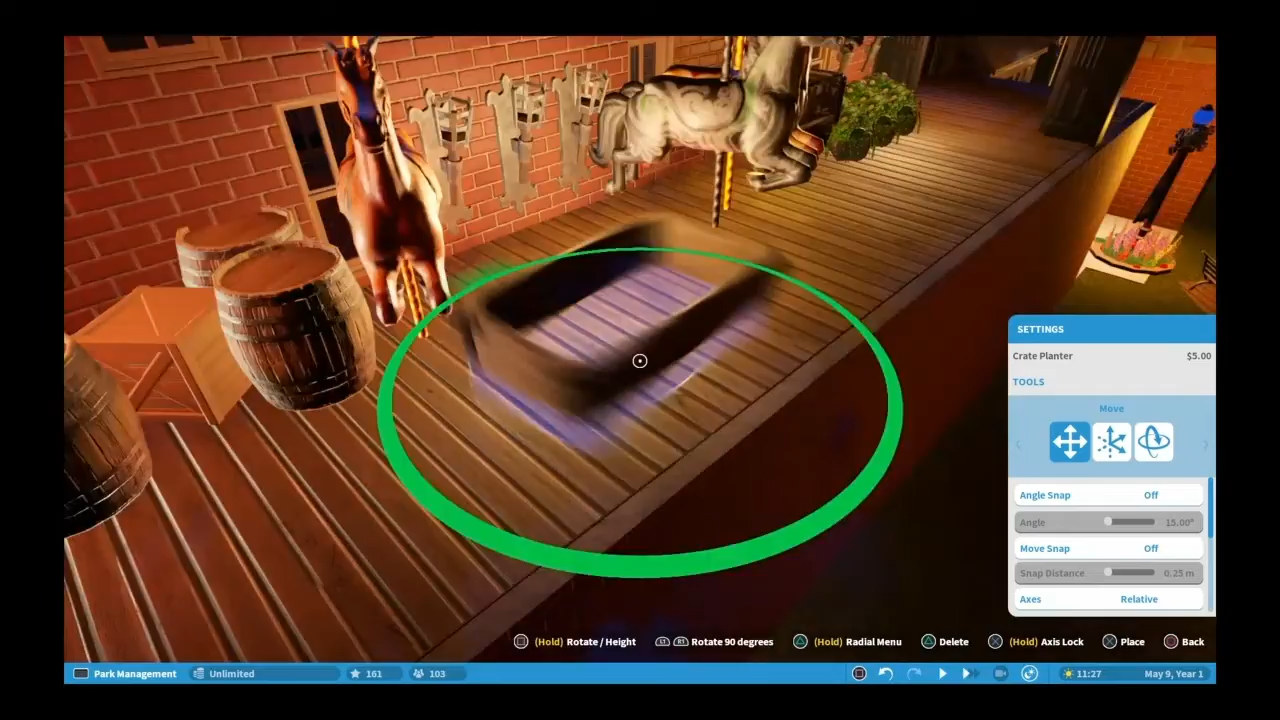 SETTINGS
Crate Planter $5.00
TOOLS
Move
Angle Snap Off
Angle 15.00°
Move Snap Off
Snap Distance 0.25 m
Axes Relative
(Hold) Rotate / Height L1 R1 Rotate 90 degrees (Hold) Radial Menu Delete (Hold) Axis Lock Place Back
Park Management Unlimited 161 103 11:27 May 9, Year 1